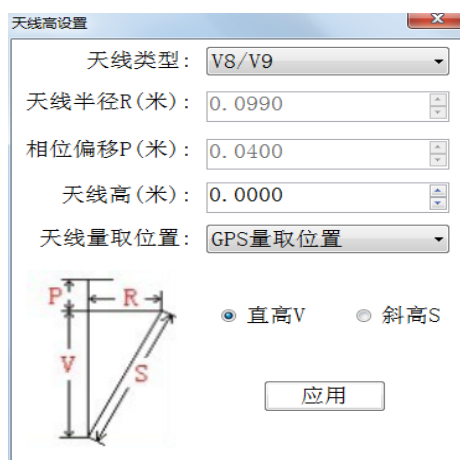 天线高设置
天线类型: V8/V9
天线半径R(米): 0.0990
相位偏移P(米): 0.0400
天线高(米): 0.0000
天线量取位置: GPS量取位置
P R
直高V 斜高S
V S
应用